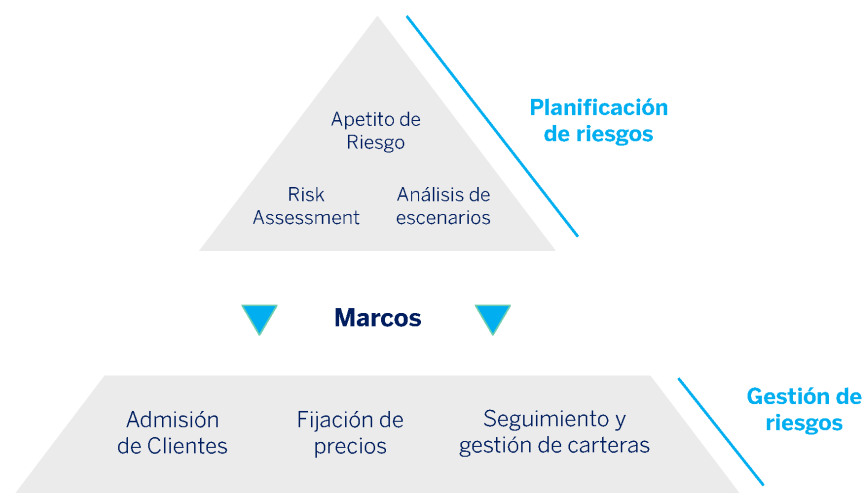 Apetito de
Riesgo
Risk
Assessment
Análisis de
escenarios
Planificación
de riesgos
Marcos
Admisión
de Clientes
Fijación de
precios
Seguimiento y
gestión de carteras
Gestión de
riesgos